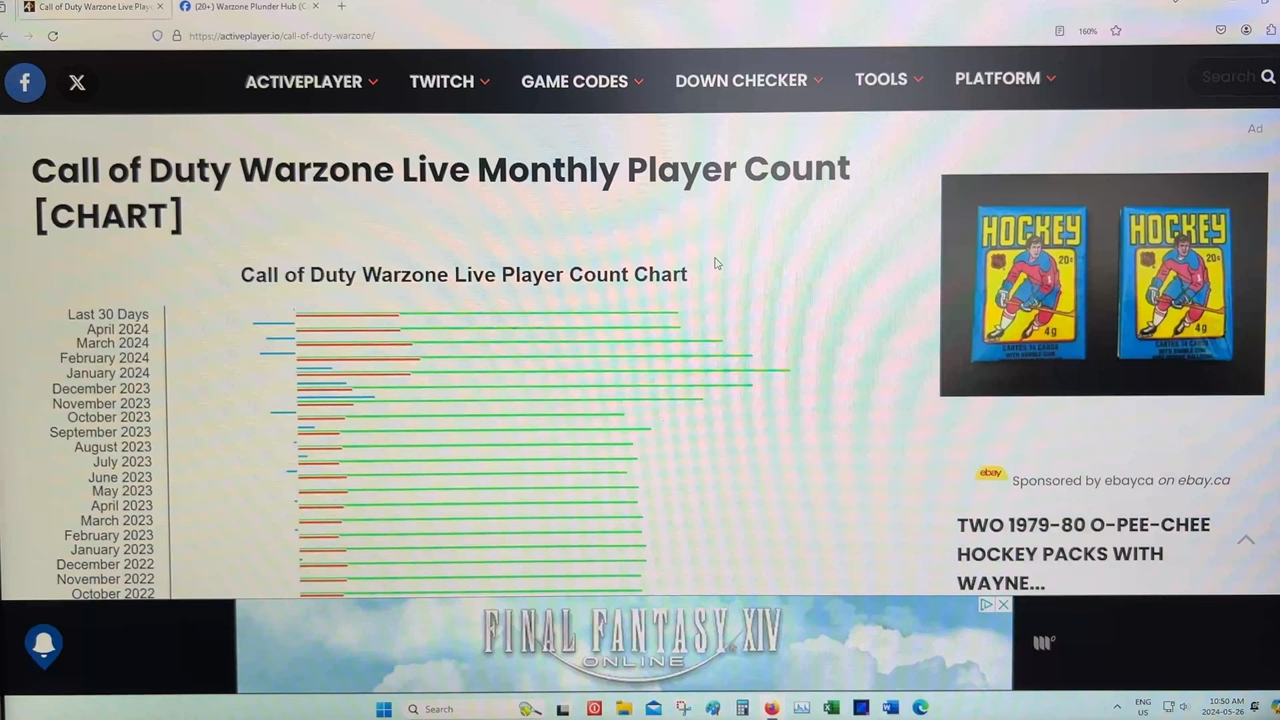 Call of Duty Warzone Live Play
(20+) Warzone Plunder Hub (C
https://activeplayer.io/call-of-duty-warzone/
160%
ACTIVEPLAYER
TWITCH
GAME CODES
DOWN CHECKER
TOOLS
PLATFORM
Search
Call of Duty Warzone Live Monthly Player Count
[CHART]
Call of Duty Warzone Live Player Count Chart
Last 30 Days
April 2024
March 2024
February 2024
January 2024
December 2023
November 2023
October 2023
September 2023
August 2023
July 2023
June 2023
May 2023
April 2023
March 2023
February 2023
January 2023
December 2022
November 2022
October 2022
Ad
HOCKEY
20¢
4g
HOCKEY
20¢
4g
ebay
Sponsored by ebayca on ebay.ca
TWO 1979-80 O-PEE-CHEE
HOCKEY PACKS WITH
WAYNE...
FINAL FANTASY XIV
ONLINE
Search
ENG
US
10:50 AM
2024-05-26